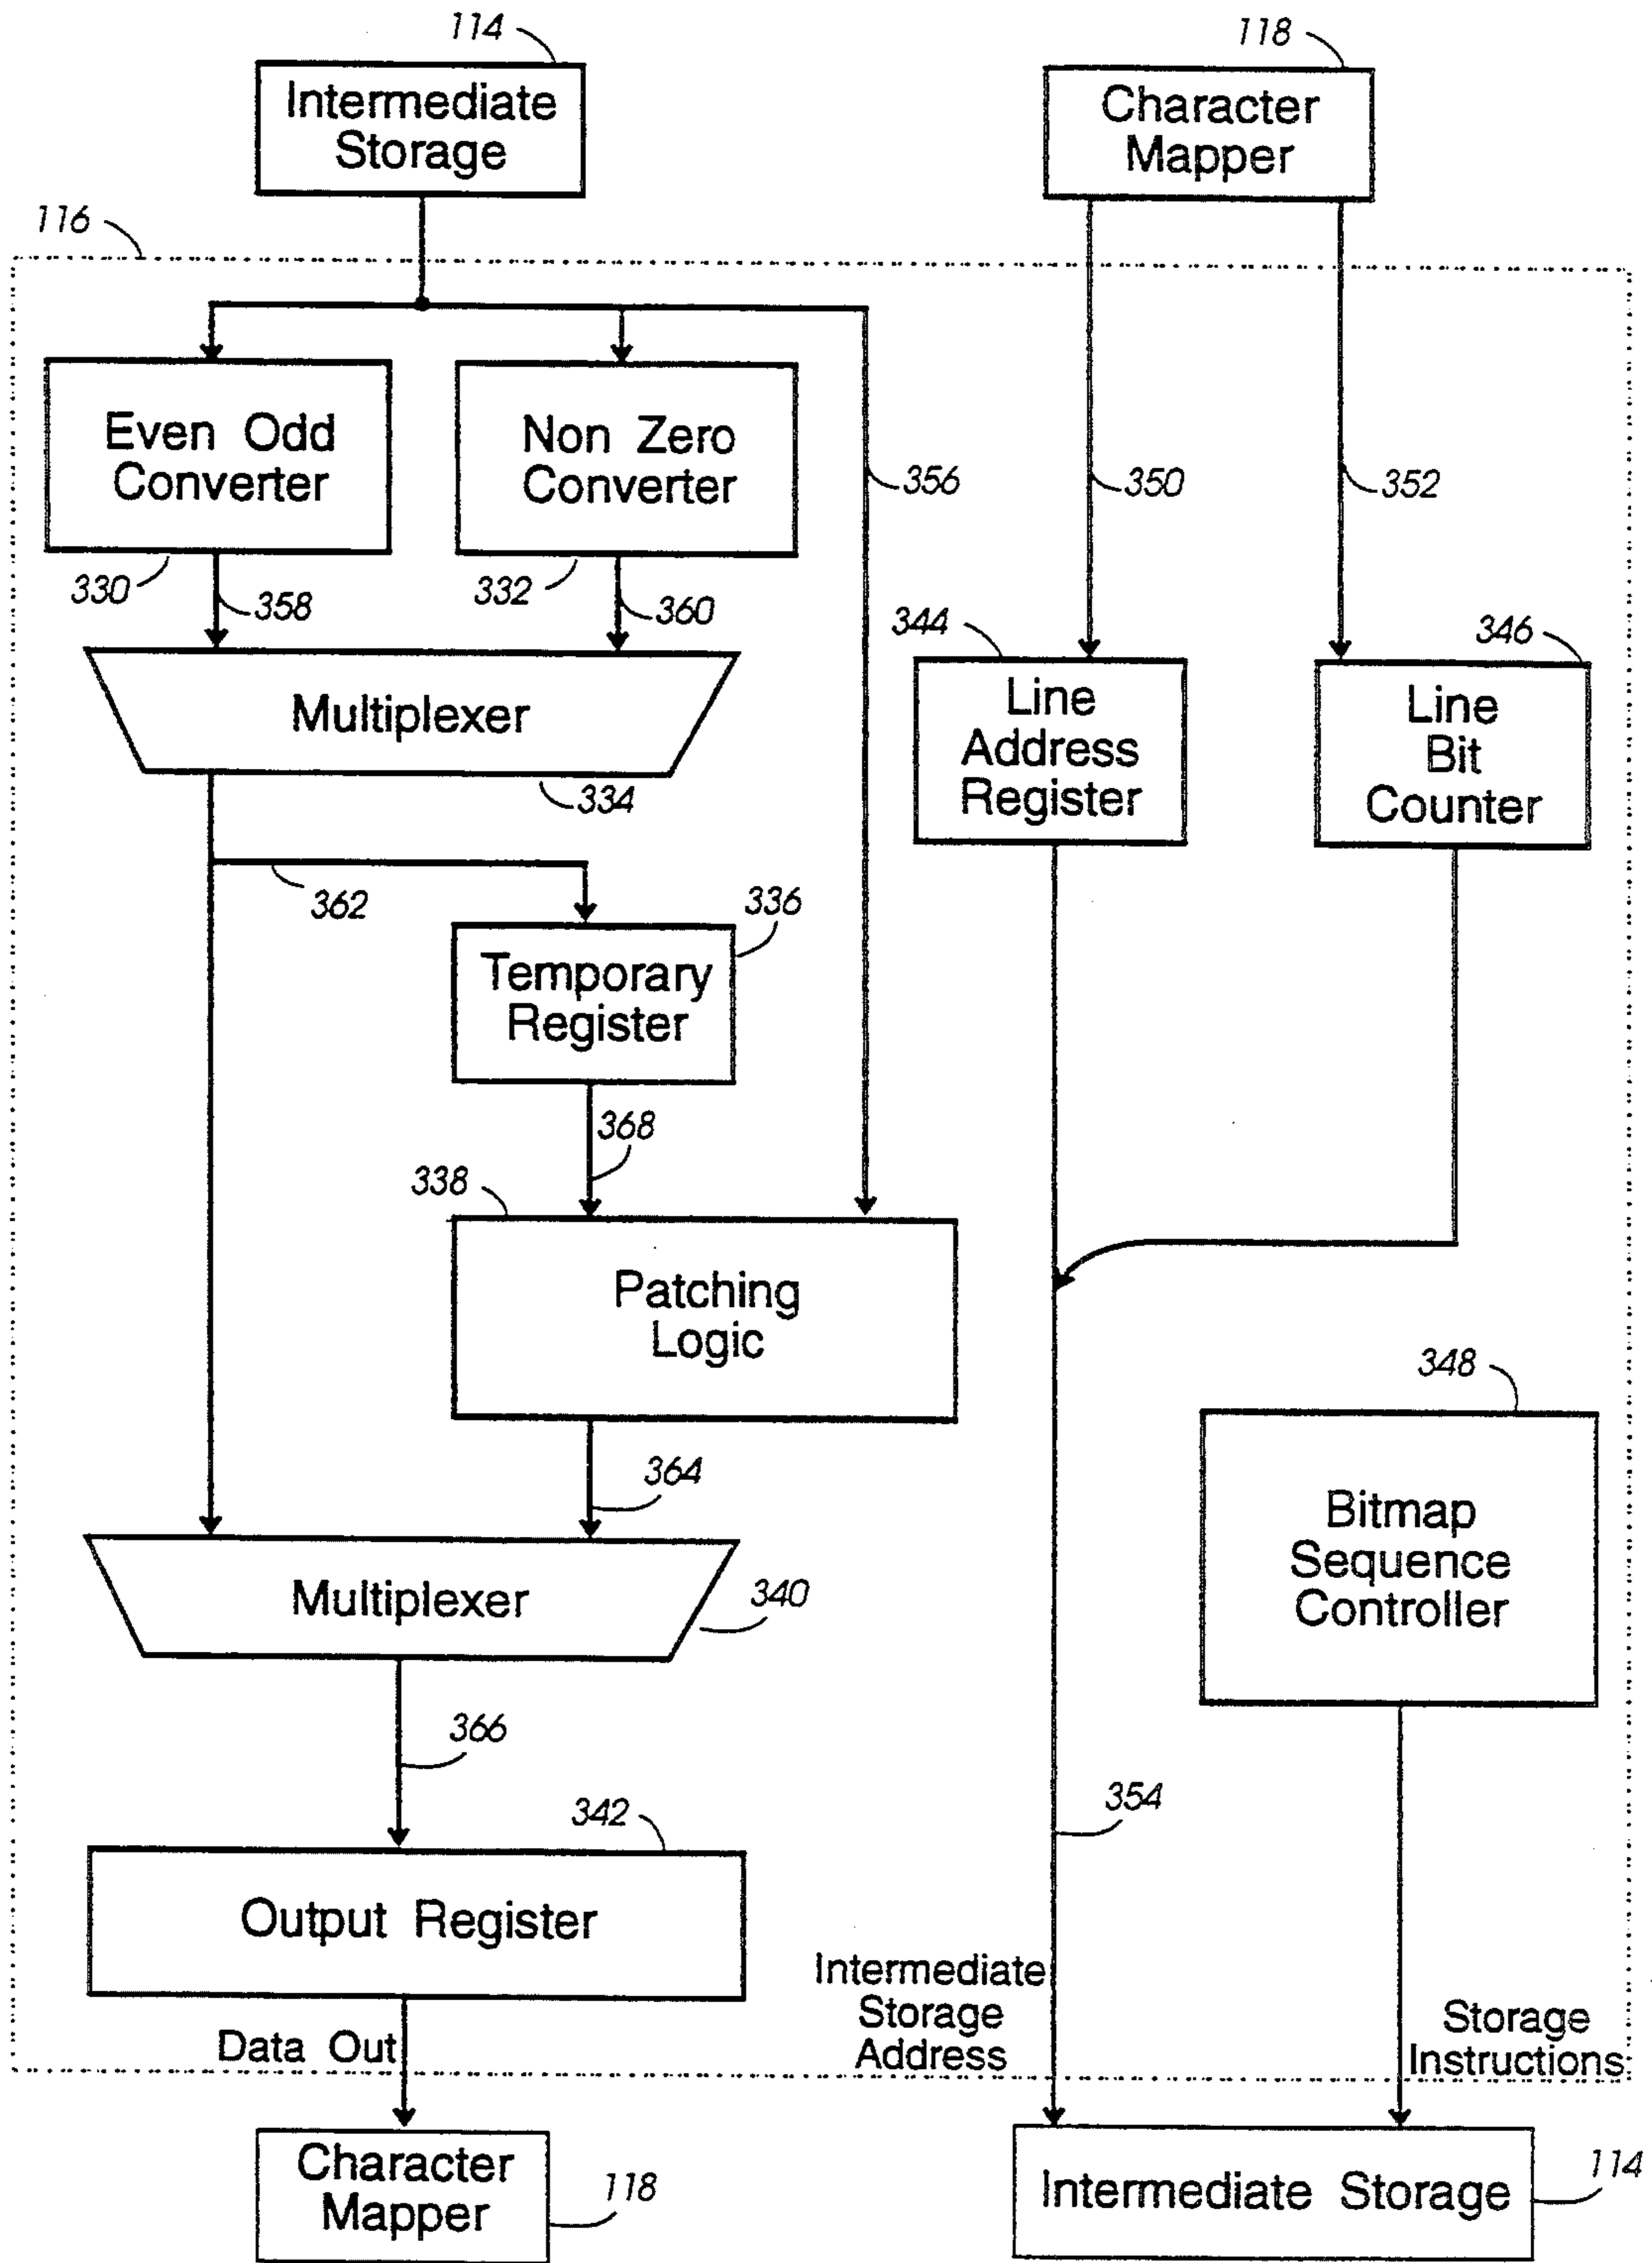 114
118
Intermediate
Storage
Character
Mapper
116
Even Odd
Converter
Non Zero
Converter
356
350
352
330
358
332
360
344
346
Multiplexer
334
Line
Address
Register
Line
Bit
Counter
362
336
Temporary
Register
368
338
Patching
Logic
348
364
Bitmap
Sequence
Controller
Multiplexer
340
366
354
342
Output Register
Intermediate
Storage
Address
Data Out
Storage
Instructions
Character
Mapper
118
Intermediate Storage
114